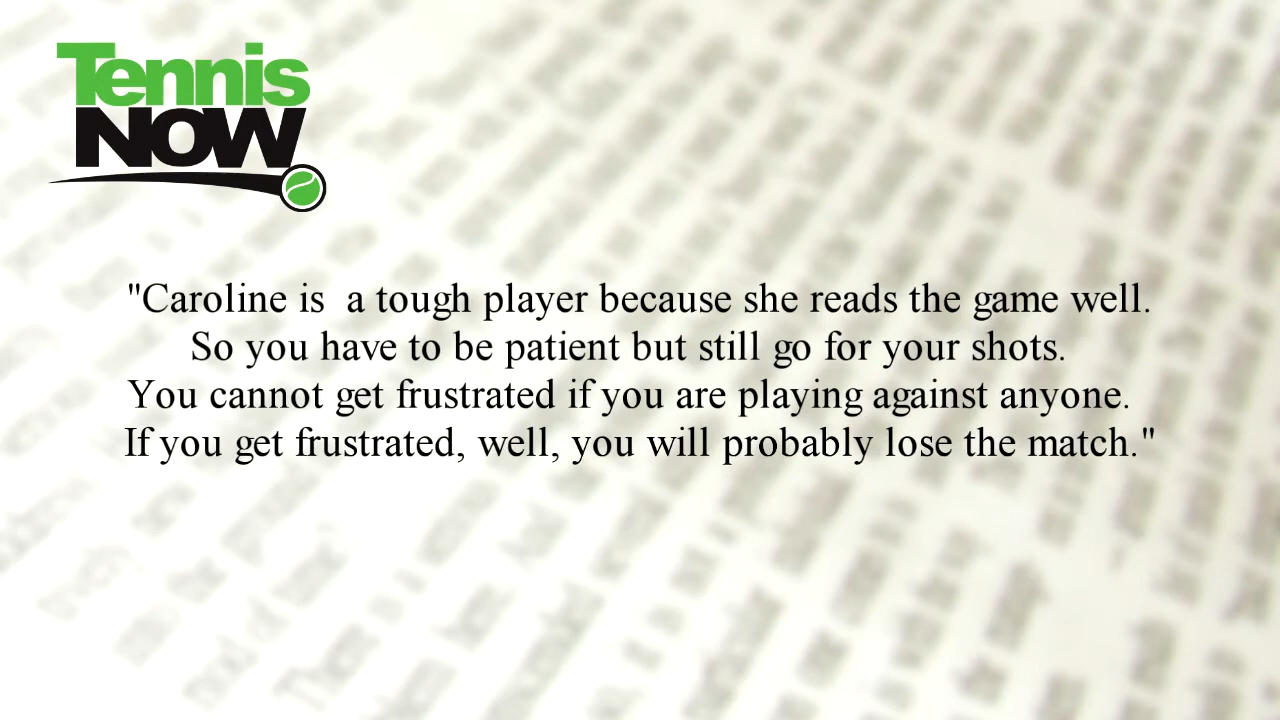 Tennis
NOW
"Caroline is  a tough player because she reads the game well.
So you have to be patient but still go for your shots.
You cannot get frustrated if you are playing against anyone.
If you get frustrated, well, you will probably lose the match."